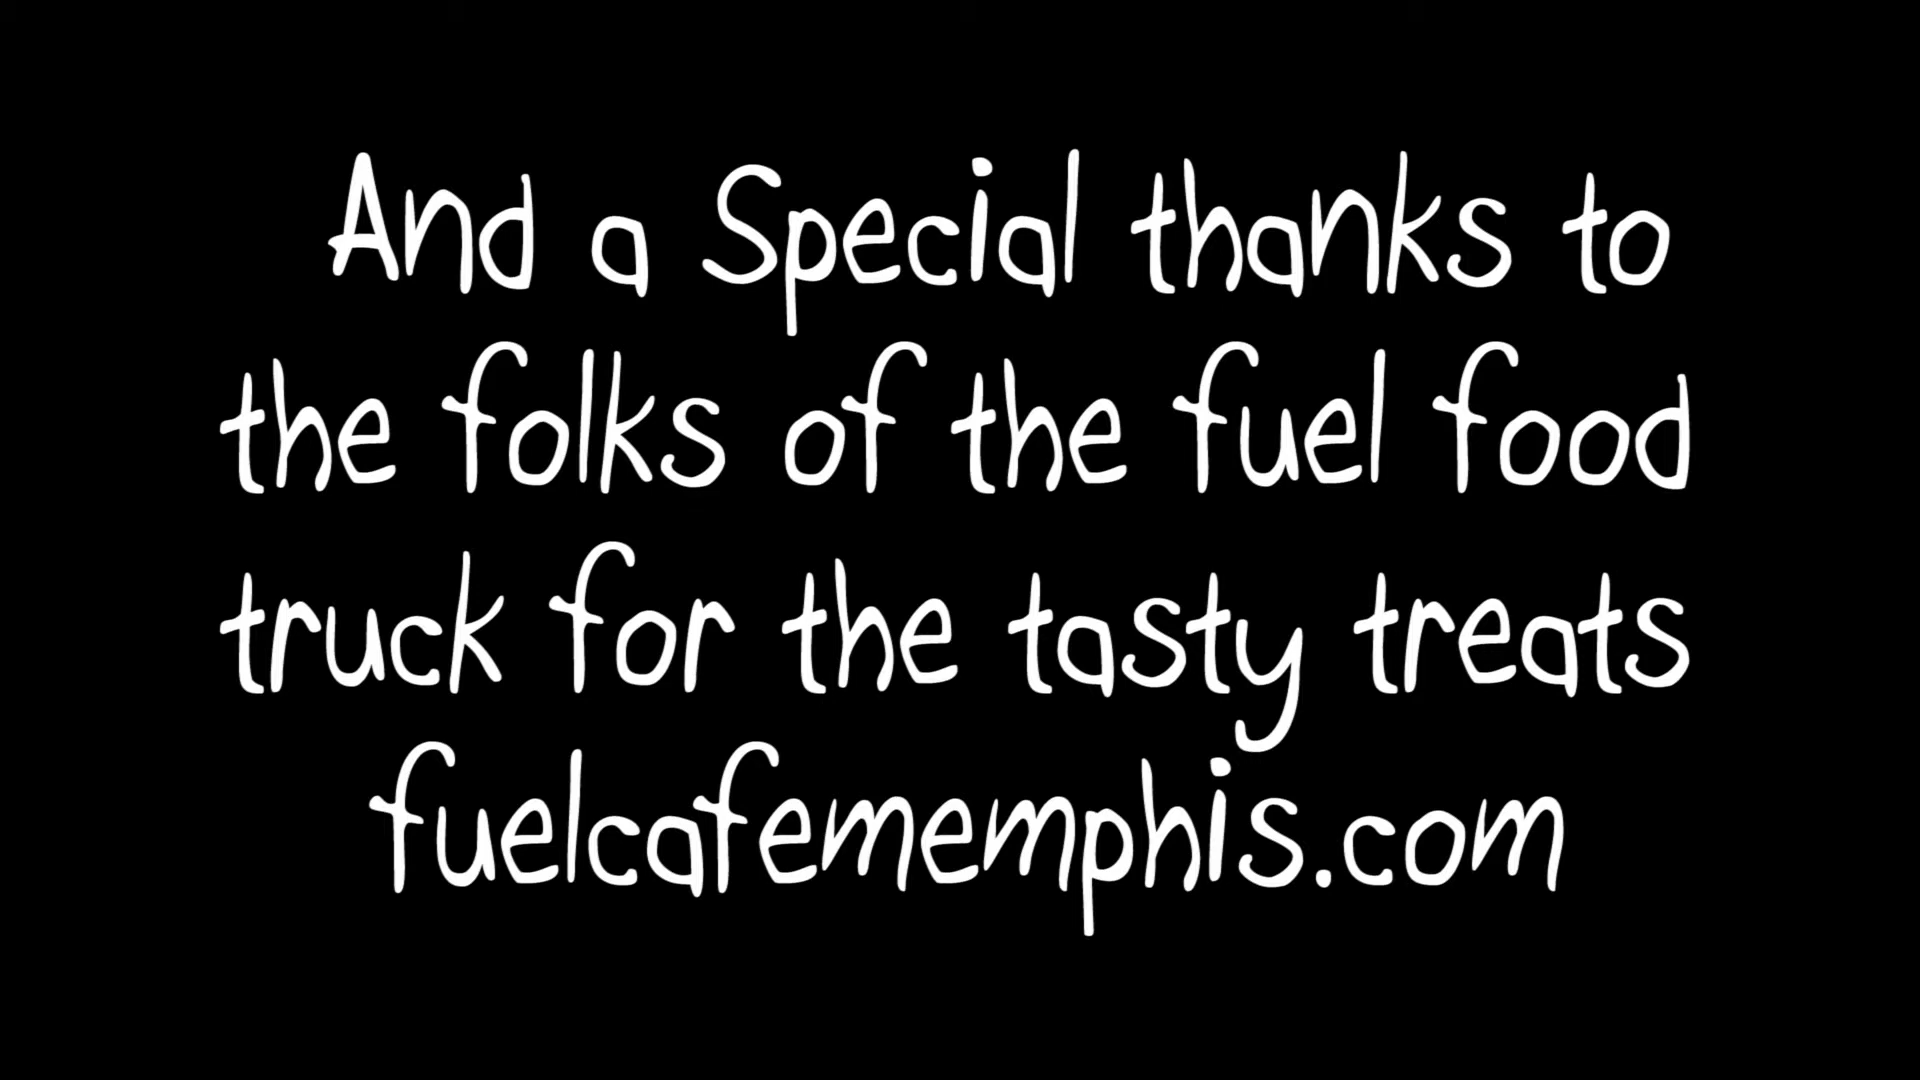 And a Special thanks to
the folks of the fuel food
truck for the tasty treats
fuelcafememphis.com